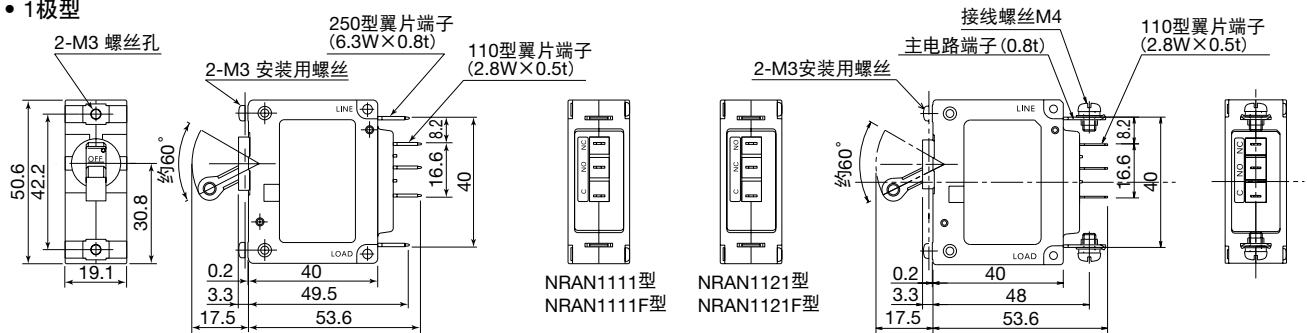 • 1极型
2-M3 螺丝孔
OFF
50.6
42.2
30.8
19.1
250型翼片端子
(6.3W×0.8t)
110型翼片端子
(2.8W×0.5t)
2-M3 安装用螺丝
约60°
LINE
LOAD
8.2
16.6
40
0.2
40
3.3
49.5
17.5
53.6
NC
NO
C
NRAN1111型
NRAN1111F型
NO
NC
C
NRAN1121型
NRAN1121F型
接线螺丝M4
主电路端子(0.8t)
110型翼片端子
(2.8W×0.5t)
2-M3安装用螺丝
约60°
LINE
LOAD
8.2
16.6
40
0.2
40
3.3
48
17.5
53.6
NC
NO
C